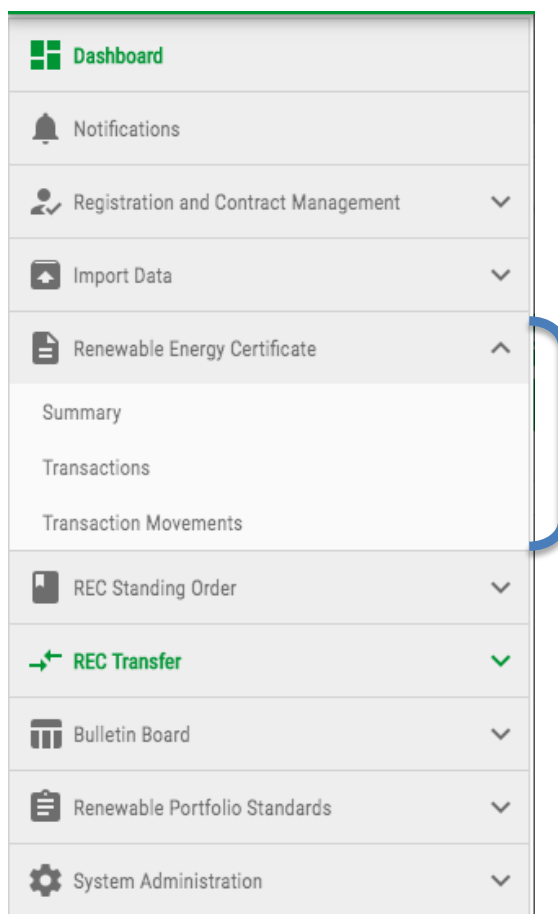 Dashboard
Notifications
Registration and Contract Management
Import Data
Renewable Energy Certificate
Summary
Transactions
Transaction Movements
REC Standing Order
REC Transfer
Bulletin Board
Renewable Portfolio Standards
System Administration